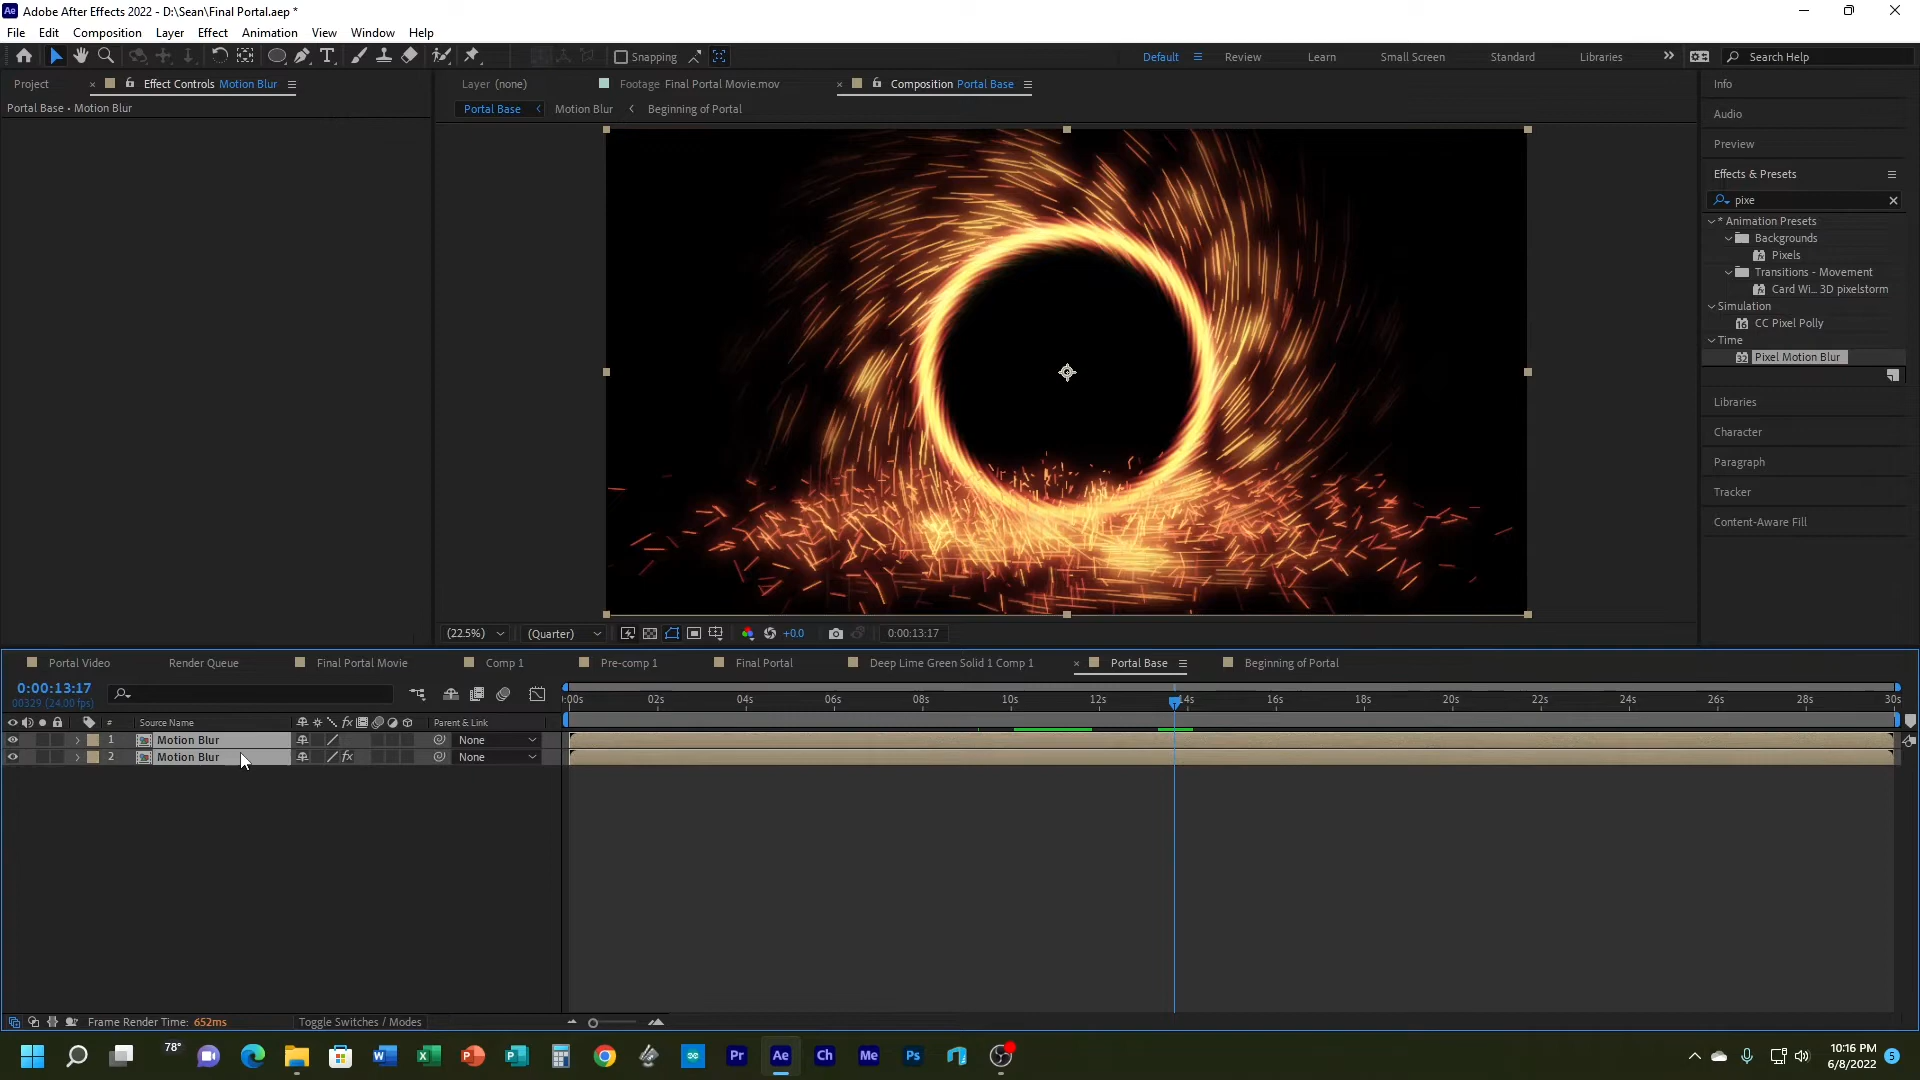 Adobe After Effects 2022 - D:\Sean\Final Portal.aep *
File Edit Composition Layer Effect Animation View Window Help
Snapping
Default Review Learn Small Screen Standard Libraries Search Help
Project Effect Controls Motion Blur
Portal Base • Motion Blur
Layer (none) Footage Final Portal Movie.mov Composition Portal Base
Portal Base Motion Blur Beginning of Portal
Info
Audio
Preview
Effects & Presets
pixe
* Animation Presets
Backgrounds
Pixels
Transitions - Movement
Card Wi... 3D pixelstorm
Simulation
CC Pixel Polly
Time
Pixel Motion Blur
Libraries
Character
Paragraph
Tracker
Content-Aware Fill
(22.5%) (Quarter) +0.0 0:00:13:17
Portal Video Render Queue Final Portal Movie Comp 1 Pre-comp 1 Final Portal Deep Lime Green Solid 1 Comp 1 Portal Base Beginning of Portal
0:00:13:17
00329 (24.00 fps)
:00s 02s 04s 06s 08s 10s 12s 14s 16s 18s 20s 22s 24s 26s 28s 30s
# Source Name Parent & Link
1 Motion Blur None
2 Motion Blur None
Frame Render Time: 652ms Toggle Switches / Modes
78°
Pr Ae Ch Me Ps
10:16 PM
6/8/2022
5